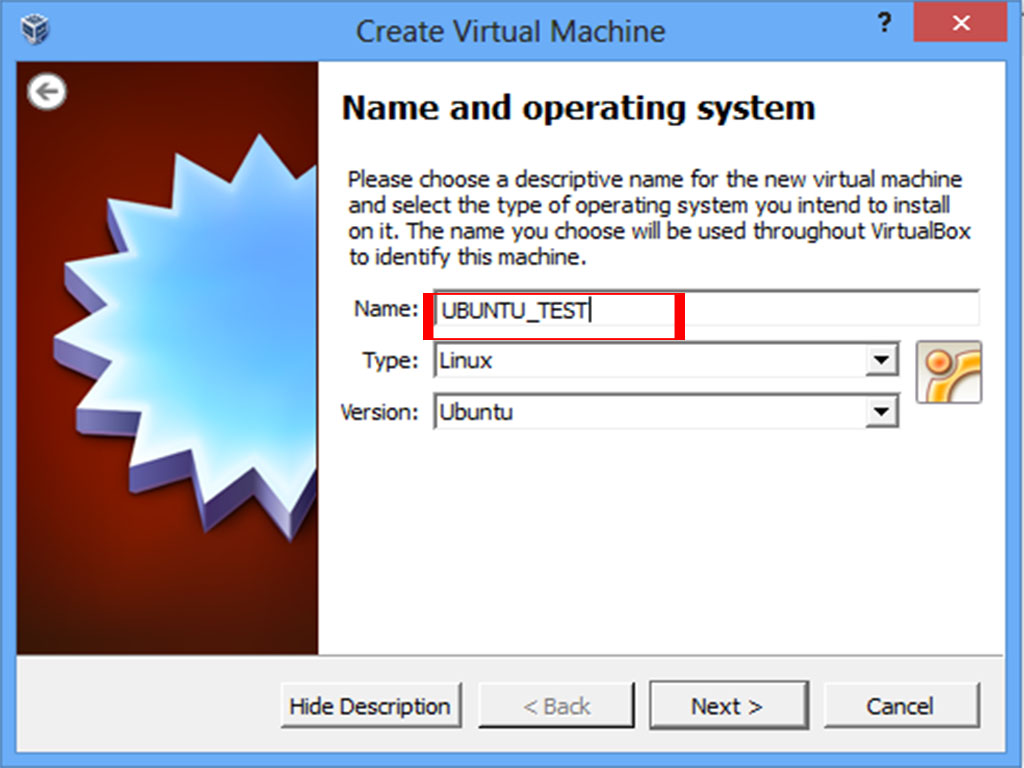 Create Virtual Machine
?
Name and operating system
Please choose a descriptive name for the new virtual machine
and select the type of operating system you intend to install
on it. The name you choose will be used throughout VirtualBox
to identify this machine.
Name: UBUNTU_TEST
Type: Linux
Version: Ubuntu
Hide Description < Back Next > Cancel